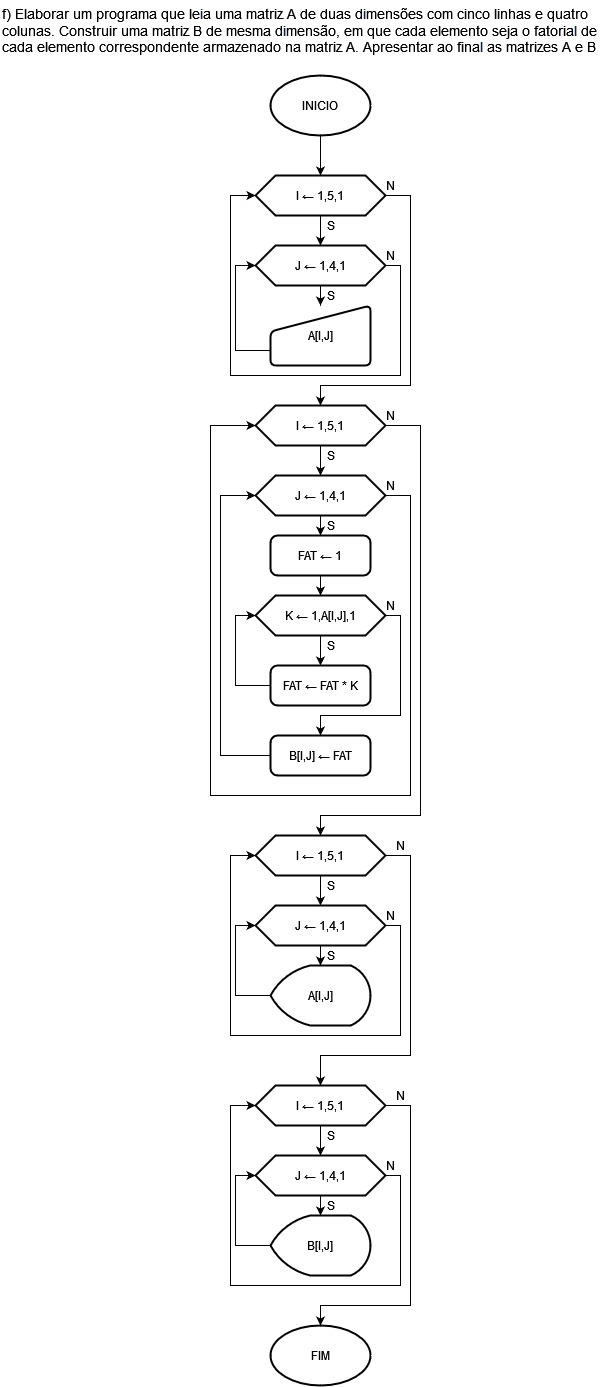 f) Elaborar um programa que leia uma matriz A de duas dimensões com cinco linhas e quatro
colunas. Construir uma matriz B de mesma dimensão, em que cada elemento seja o fatorial de
cada elemento correspondente armazenado na matriz A. Apresentar ao final as matrizes A e B
INICIO
I ← 1,5,1
N
S
J ← 1,4,1
N
S
A[I,J]
I ← 1,5,1
N
S
J ← 1,4,1
N
S
FAT ← 1
K ← 1,A[I,J],1
N
S
FAT ← FAT * K
B[I,J] ← FAT
I ← 1,5,1
N
S
J ← 1,4,1
N
S
A[I,J]
I ← 1,5,1
N
S
J ← 1,4,1
N
S
B[I,J]
FIM